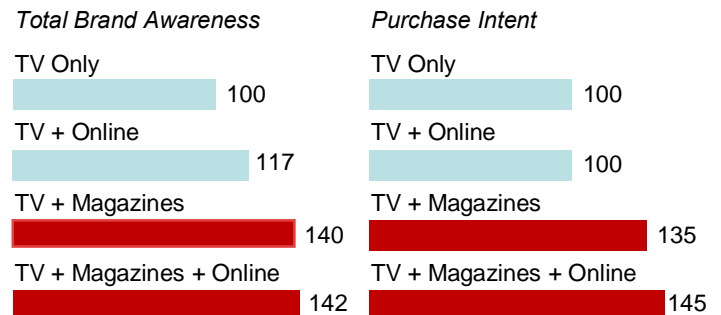 Total Brand Awareness
TV Only
100
TV + Online
117
TV + Magazines
140
TV + Magazines + Online
142
Purchase Intent
TV Only
100
TV + Online
100
TV + Magazines
135
TV + Magazines + Online
145